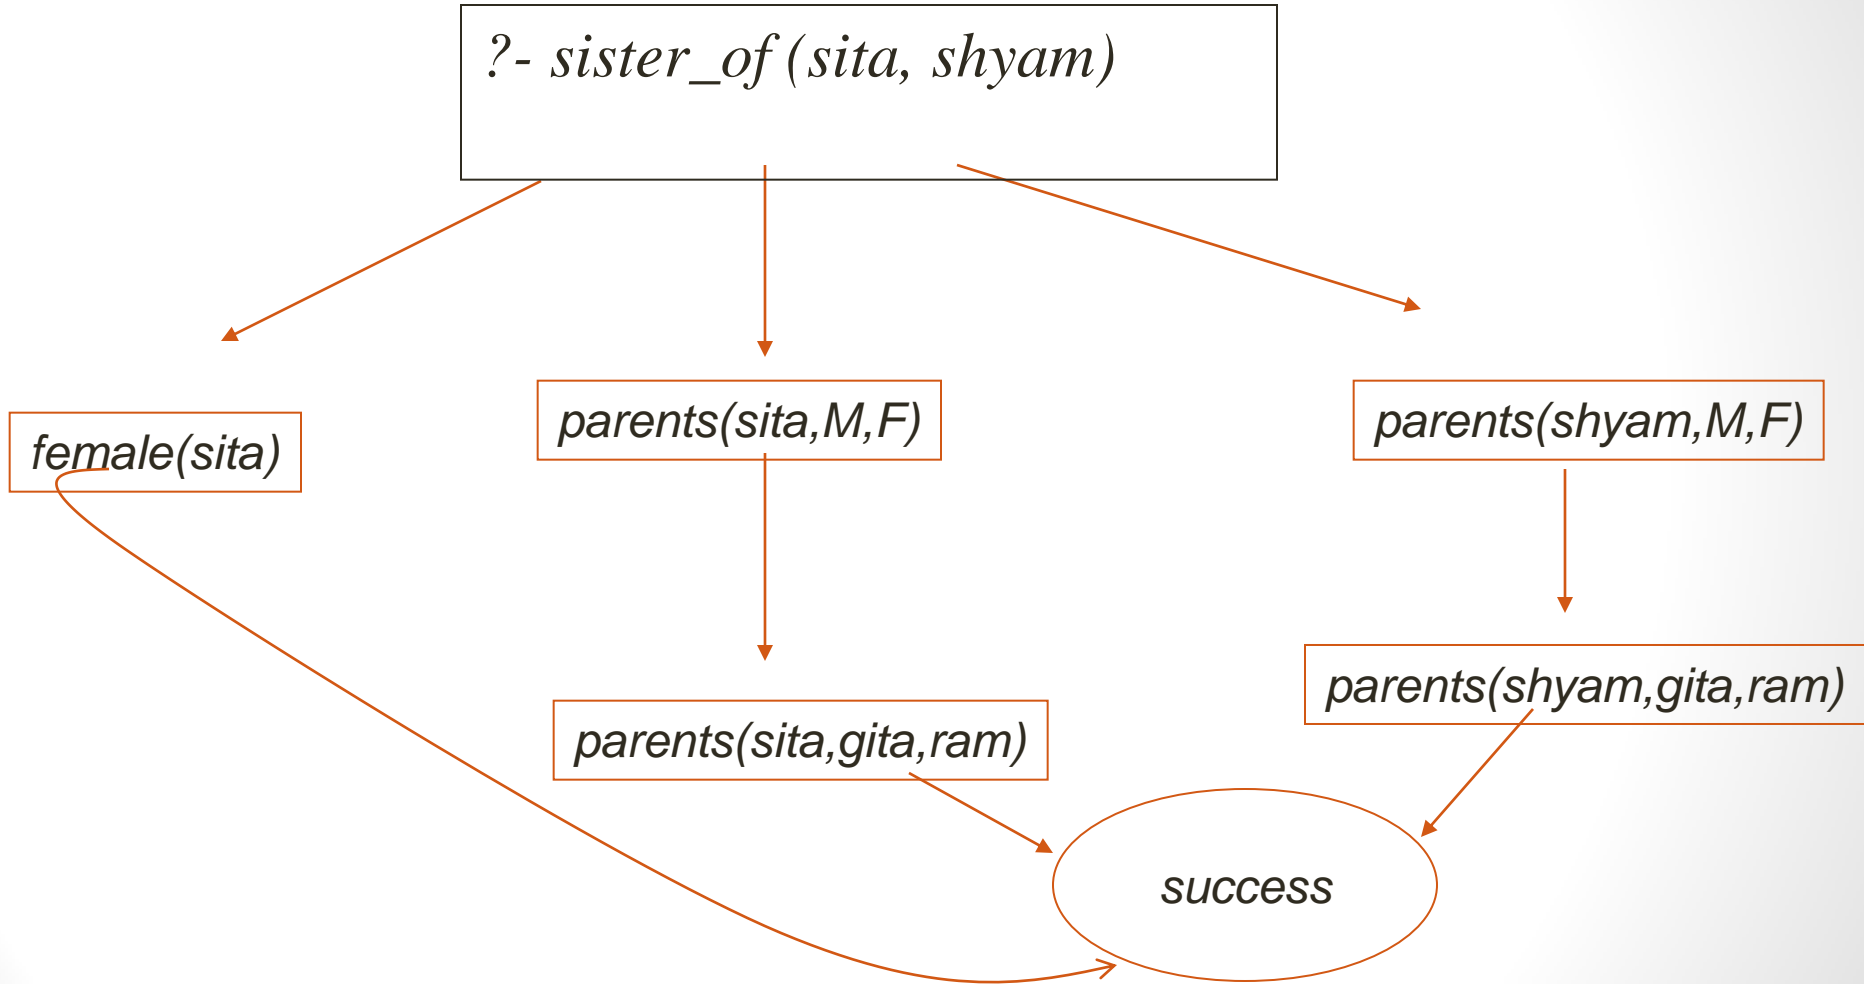 ?- sister_of (sita, shyam)
female(sita)
parents(sita,M,F)
parents(shyam,M,F)
parents(sita,gita,ram)
parents(shyam,gita,ram)
success